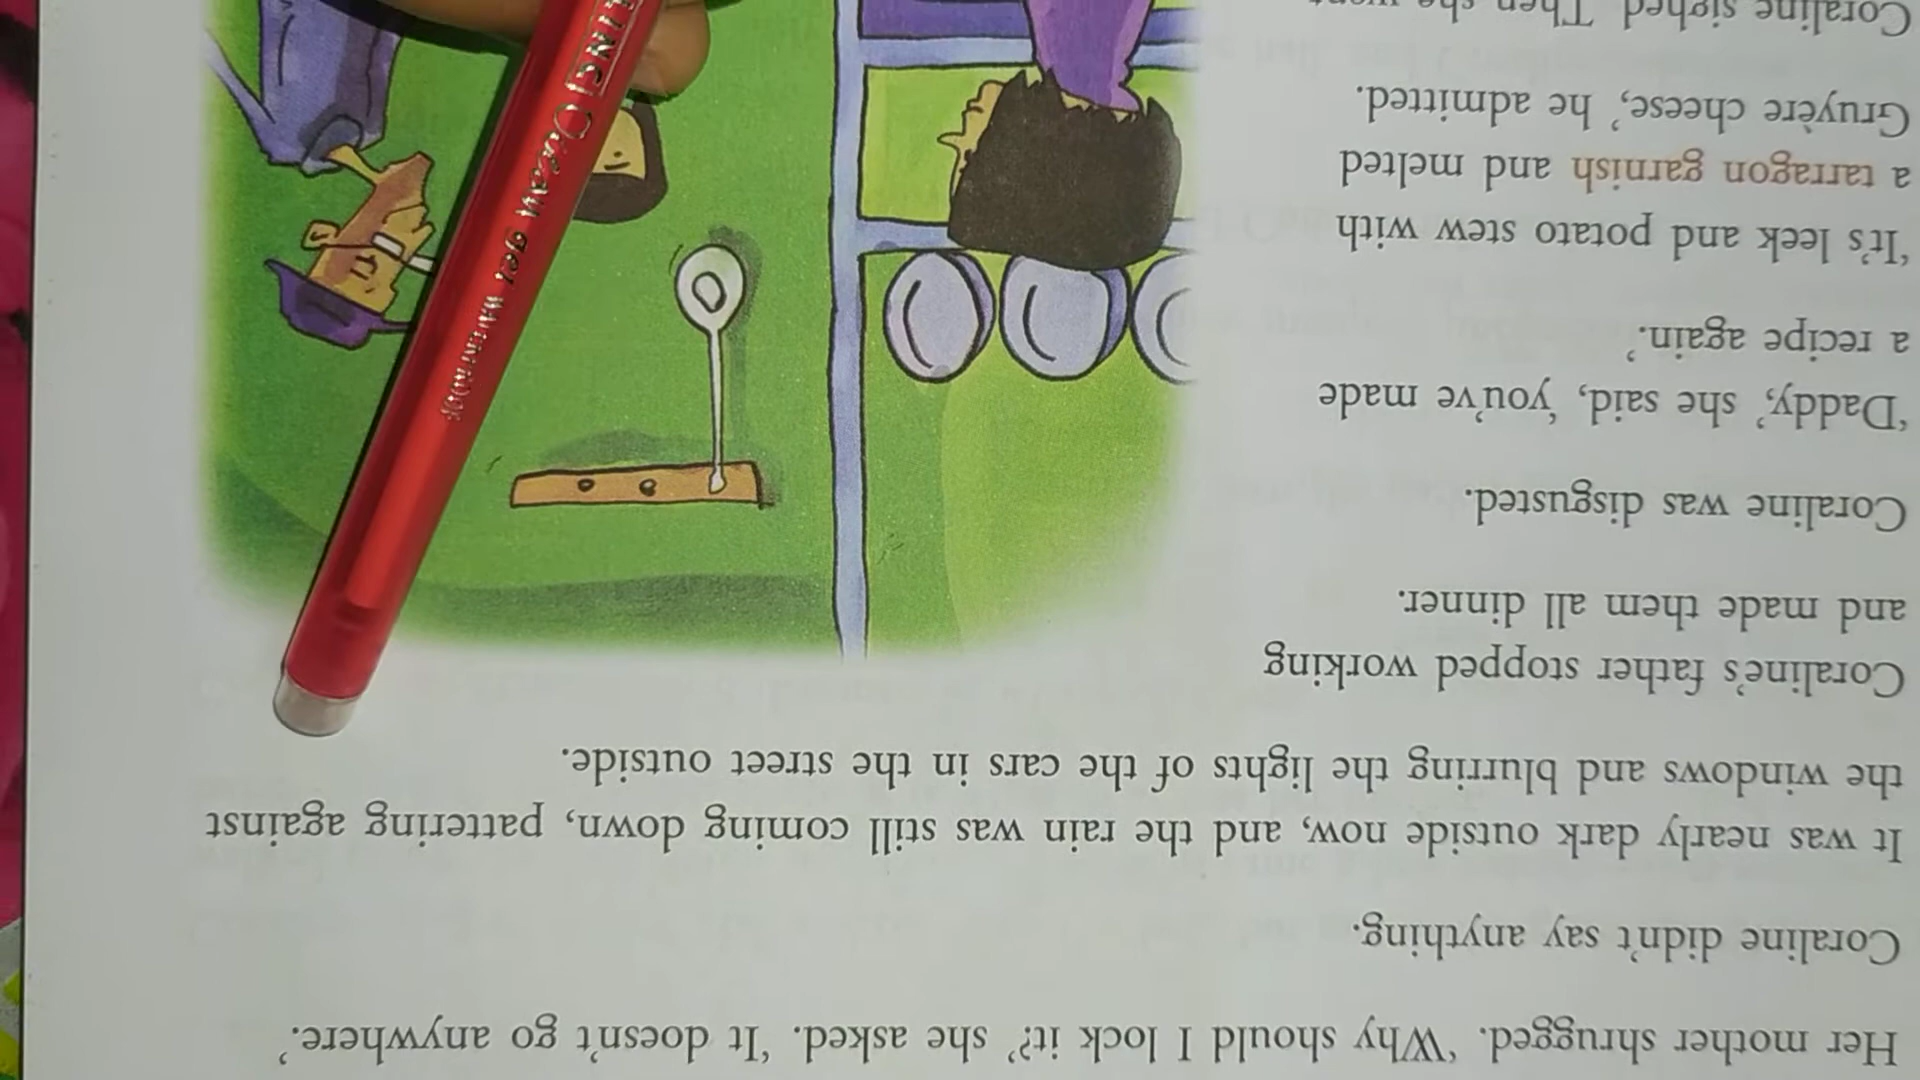 Her mother shrugged. ‘Why should I lock it?’ she asked. ‘It doesn’t go anywhere.’
Coraline didn’t say anything.
It was nearly dark outside now, and the rain was still coming down, pattering against
the windows and blurring the lights of the cars in the street outside.
Coraline’s father stopped working
and made them all dinner.
Coraline was disgusted.
‘Daddy,’ she said, ‘you’ve made
a recipe again.’
‘It’s leek and potato stew with
a tarragon garnish and melted
Gruyère cheese,’ he admitted.
Coraline sighed. Then she went
gel